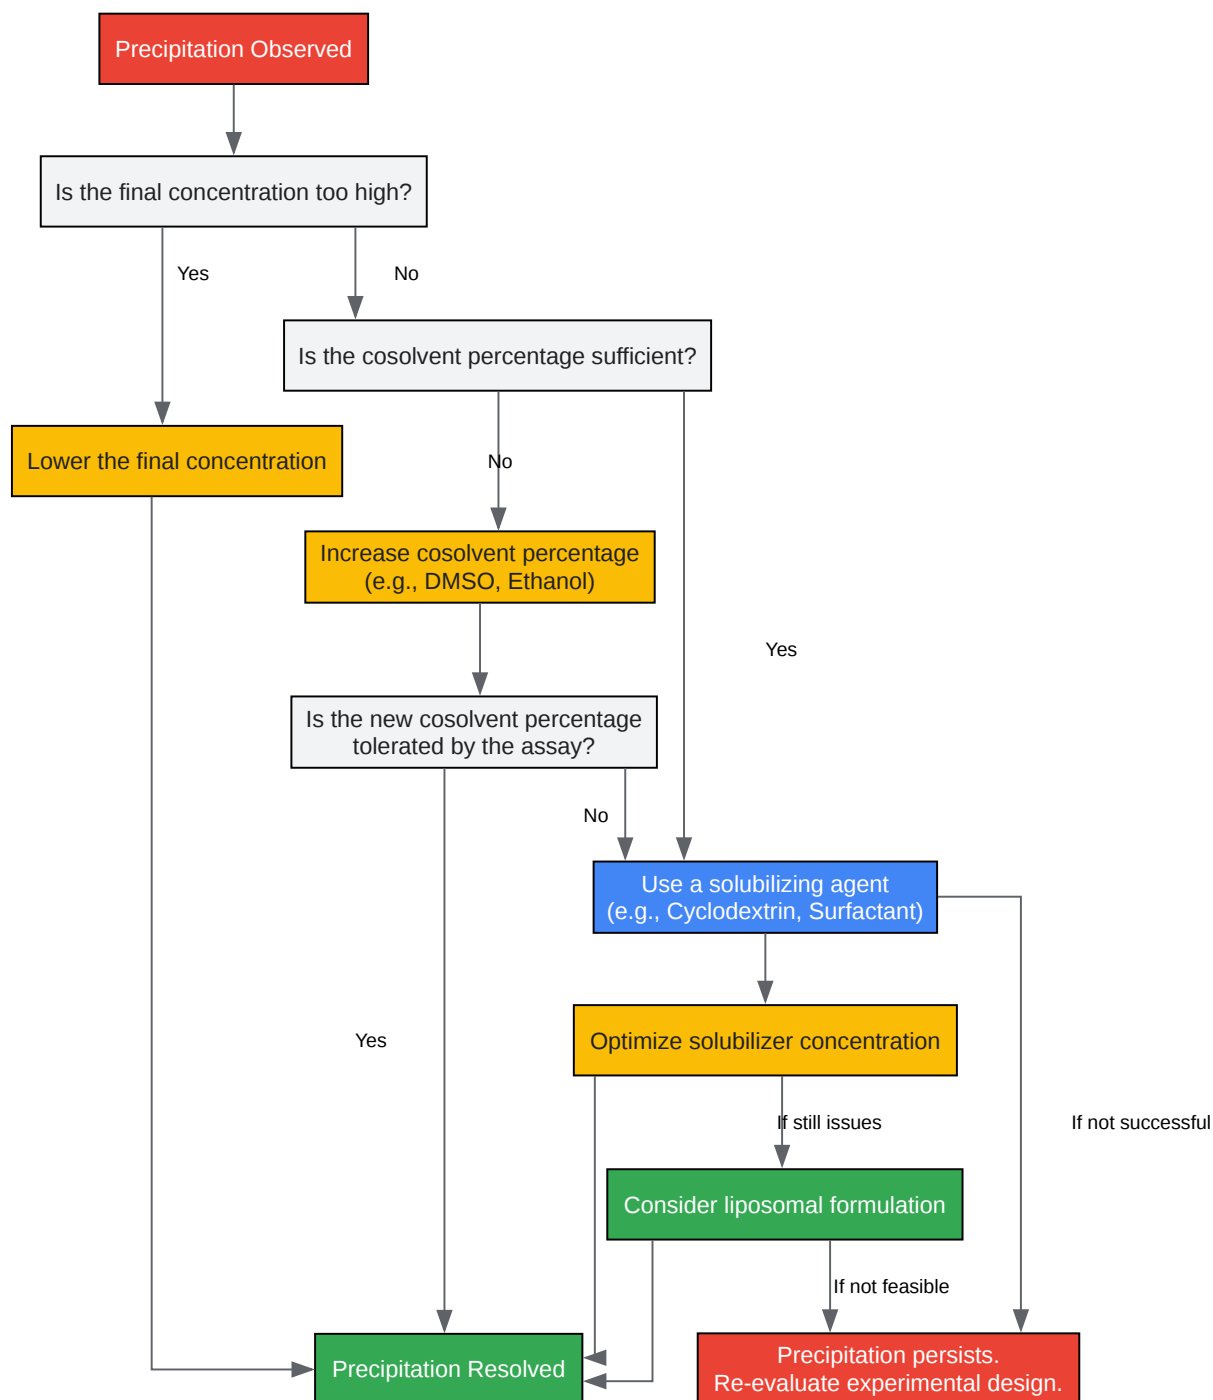 Precipitation Observed
Is the final concentration too high?
Yes
No
Is the cosolvent percentage sufficient?
Lower the final concentration
No
Increase cosolvent percentage
(e.g., DMSO, Ethanol)
Yes
Is the new cosolvent percentage
tolerated by the assay?
No
Use a solubilizing agent
(e.g., Cyclodextrin, Surfactant)
Yes
Optimize solubilizer concentration
If still issues
If not successful
Consider liposomal formulation
If not feasible
Precipitation Resolved
Precipitation persists.
Re-evaluate experimental design.